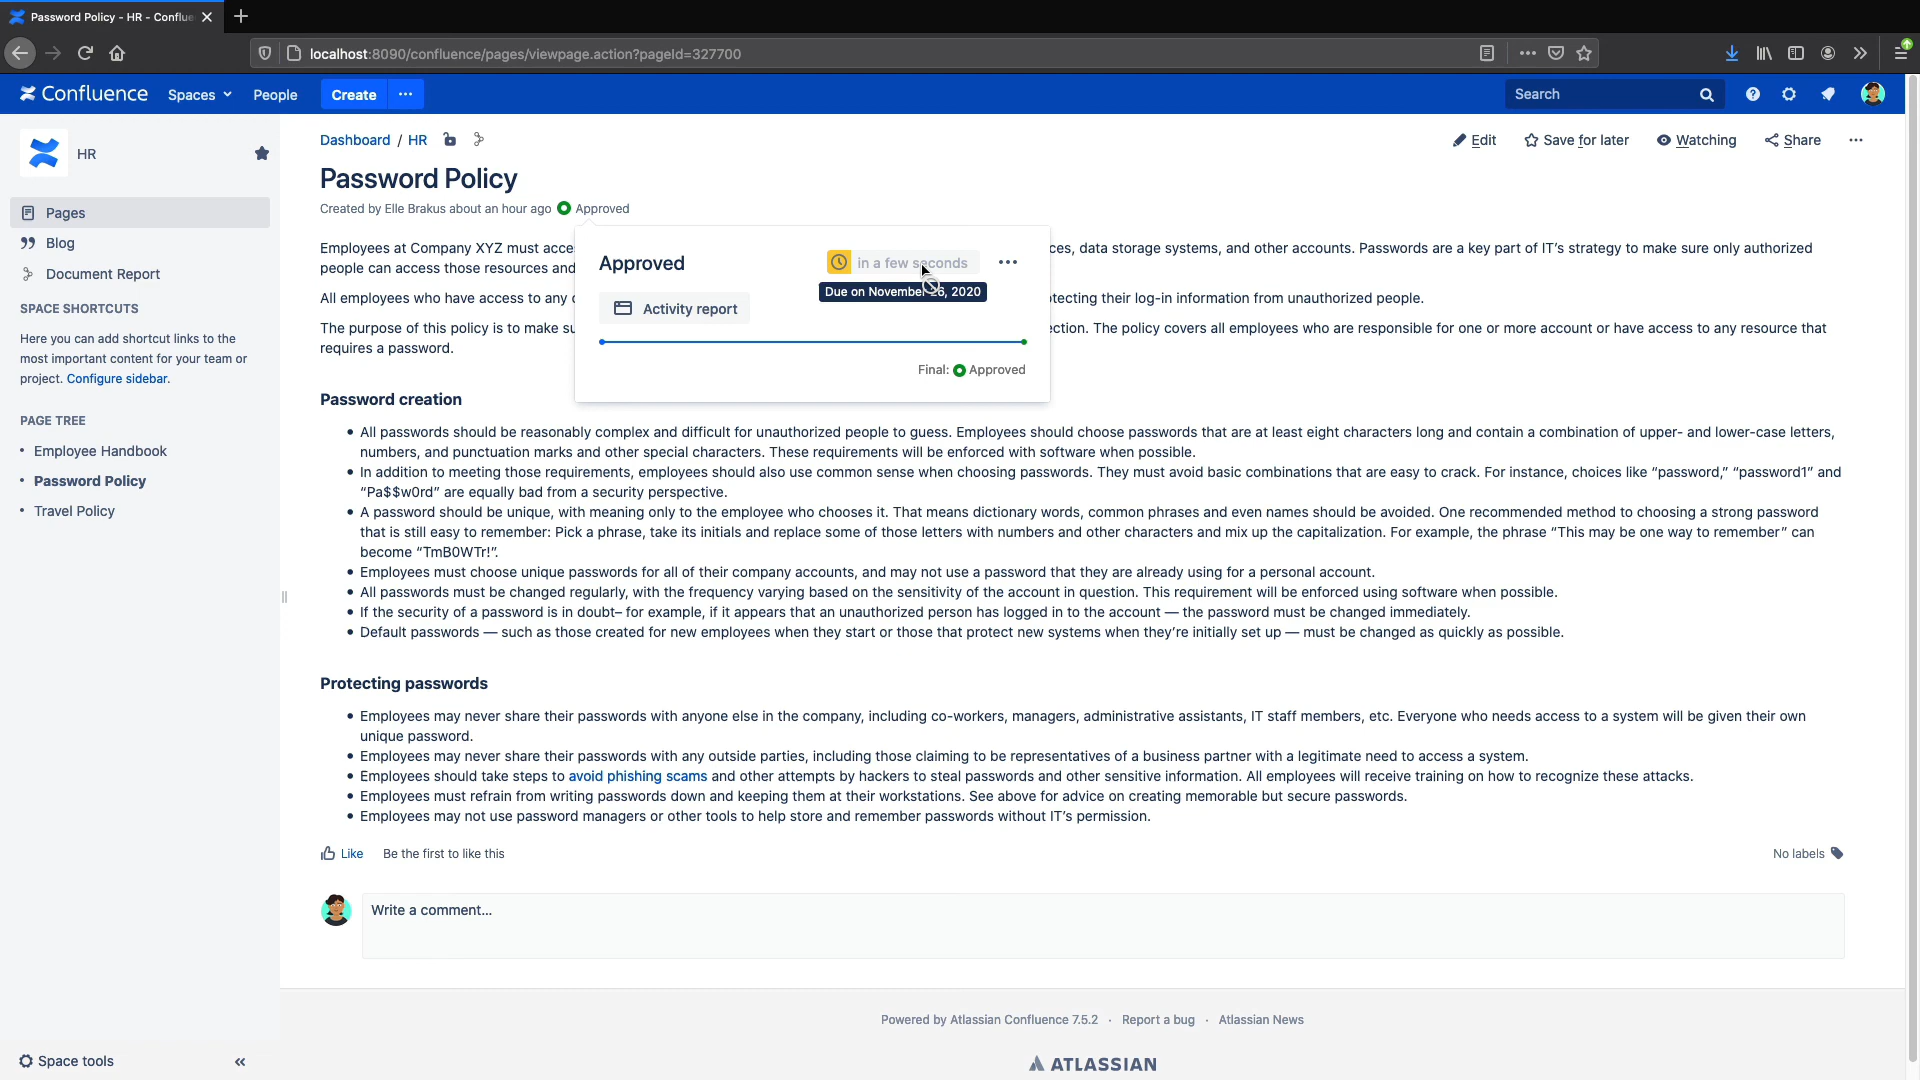 Password Policy - HR - Conflue
localhost:8090/confluence/pages/viewpage.action?pageId=327700
Confluence Spaces People Create ··· Search
HR
Dashboard / HR
Edit Save for later Watching Share
Password Policy
Created by Elle Brakus about an hour ago Approved
Pages
Blog
Document Report
SPACE SHORTCUTS
Here you can add shortcut links to the
most important content for your team or
project. Configure sidebar.
PAGE TREE
• Employee Handbook
• Password Policy
• Travel Policy
Space tools
Employees at Company XYZ must acce
ces, data storage systems, and other accounts. Passwords are a key part of IT's strategy to make sure only authorized
people can access those resources and
All employees who have access to any
tecting their log-in information from unauthorized people.
The purpose of this policy is to make su
ection. The policy covers all employees who are responsible for one or more account or have access to any resource that
requires a password.
Approved
in a few seconds
Due on November 26, 2020
Activity report
Final: Approved
Password creation
• All passwords should be reasonably complex and difficult for unauthorized people to guess. Employees should choose passwords that are at least eight characters long and contain a combination of upper- and lower-case letters,
numbers, and punctuation marks and other special characters. These requirements will be enforced with software when possible.
• In addition to meeting those requirements, employees should also use common sense when choosing passwords. They must avoid basic combinations that are easy to crack. For instance, choices like “password,” “password1” and
“Pa$$w0rd” are equally bad from a security perspective.
• A password should be unique, with meaning only to the employee who chooses it. That means dictionary words, common phrases and even names should be avoided. One recommended method to choosing a strong password
that is still easy to remember: Pick a phrase, take its initials and replace some of those letters with numbers and other characters and mix up the capitalization. For example, the phrase “This may be one way to remember” can
become “TmB0WTr!”.
• Employees must choose unique passwords for all of their company accounts, and may not use a password that they are already using for a personal account.
• All passwords must be changed regularly, with the frequency varying based on the sensitivity of the account in question. This requirement will be enforced using software when possible.
• If the security of a password is in doubt– for example, if it appears that an unauthorized person has logged in to the account — the password must be changed immediately.
• Default passwords — such as those created for new employees when they start or those that protect new systems when they’re initially set up — must be changed as quickly as possible.
Protecting passwords
• Employees may never share their passwords with anyone else in the company, including co-workers, managers, administrative assistants, IT staff members, etc. Everyone who needs access to a system will be given their own
unique password.
• Employees may never share their passwords with any outside parties, including those claiming to be representatives of a business partner with a legitimate need to access a system.
• Employees should take steps to avoid phishing scams and other attempts by hackers to steal passwords and other sensitive information. All employees will receive training on how to recognize these attacks.
• Employees must refrain from writing passwords down and keeping them at their workstations. See above for advice on creating memorable but secure passwords.
• Employees may not use password managers or other tools to help store and remember passwords without IT’s permission.
Like Be the first to like this
No labels
Write a comment...
Powered by Atlassian Confluence 7.5.2 · Report a bug · Atlassian News
ATLASSIAN